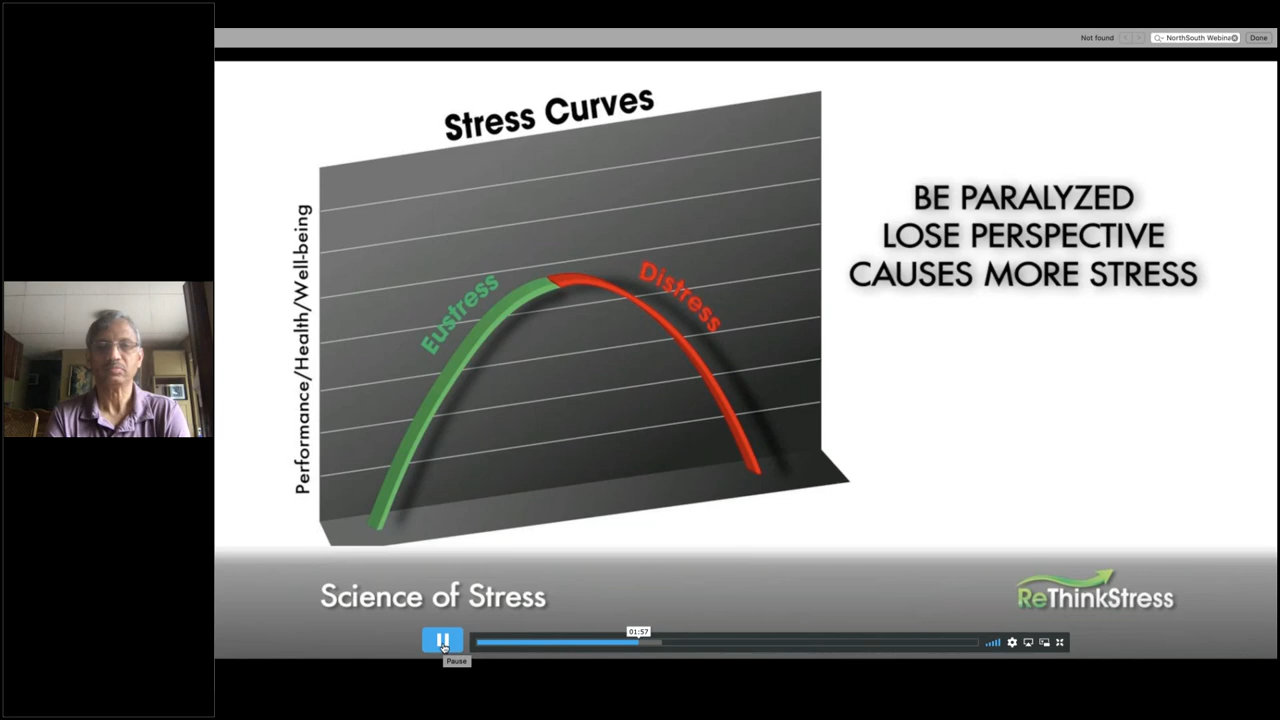 Not found
NorthSouth Webina
Done
Stress Curves
Performance/Health/Well-being
Eustress
Distress
BE PARALYZED
LOSE PERSPECTIVE
CAUSES MORE STRESS
Science of Stress
ReThinkStress
01:57
Pause